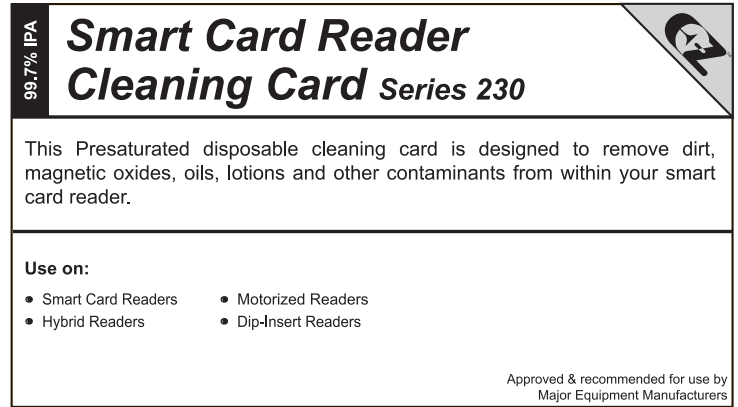 99.7% IPA
Smart Card Reader
Cleaning Card Series 230
This Presaturated disposable cleaning card is designed to remove dirt,
magnetic oxides, oils, lotions and other contaminants from within your smart
card reader.
Use on:
• Smart Card Readers
• Hybrid Readers
• Motorized Readers
• Dip-Insert Readers
Approved & recommended for use by
Major Equipment Manufacturers